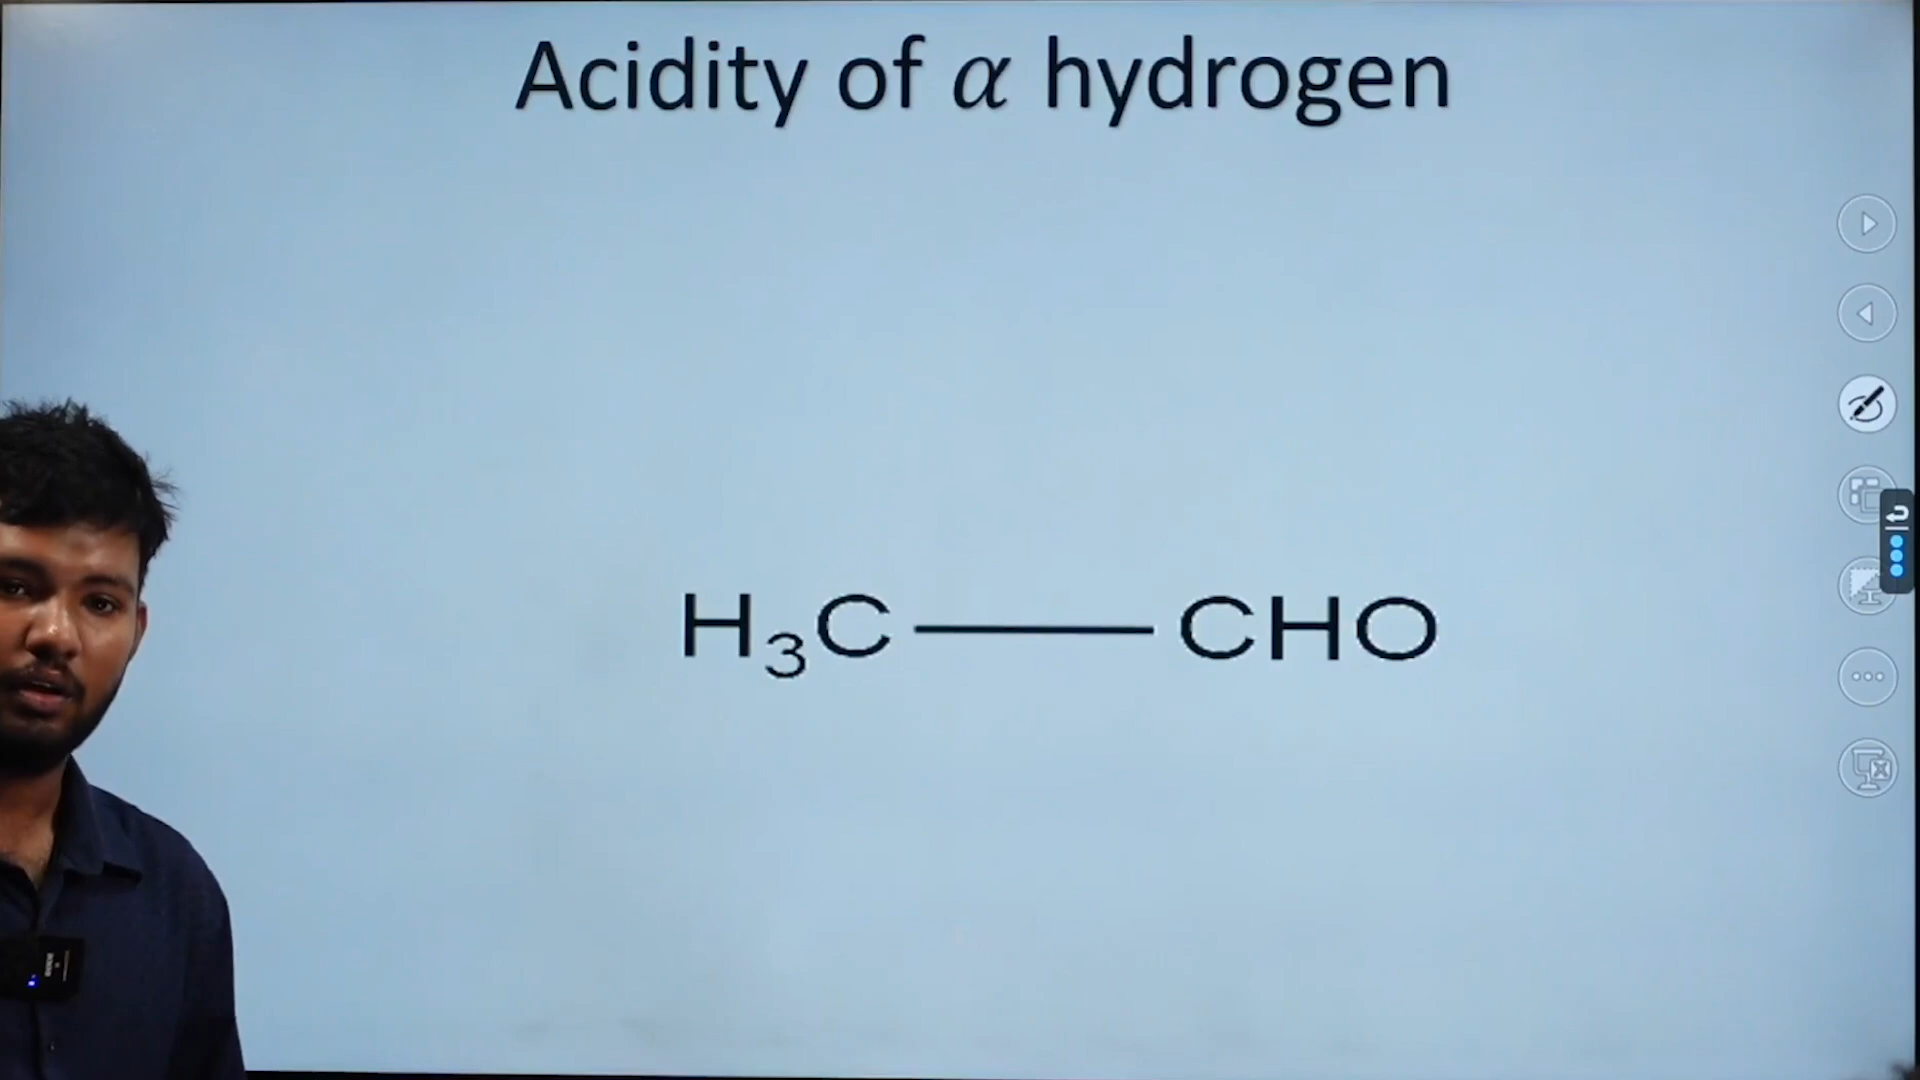 Acidity of α hydrogen
H₃C — CHO